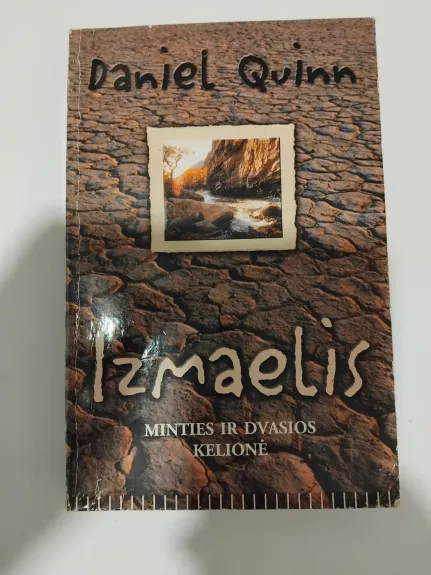 Daniel Quinn
Izmaelis
MINTIES IR DVASIOS
KELIONĖ